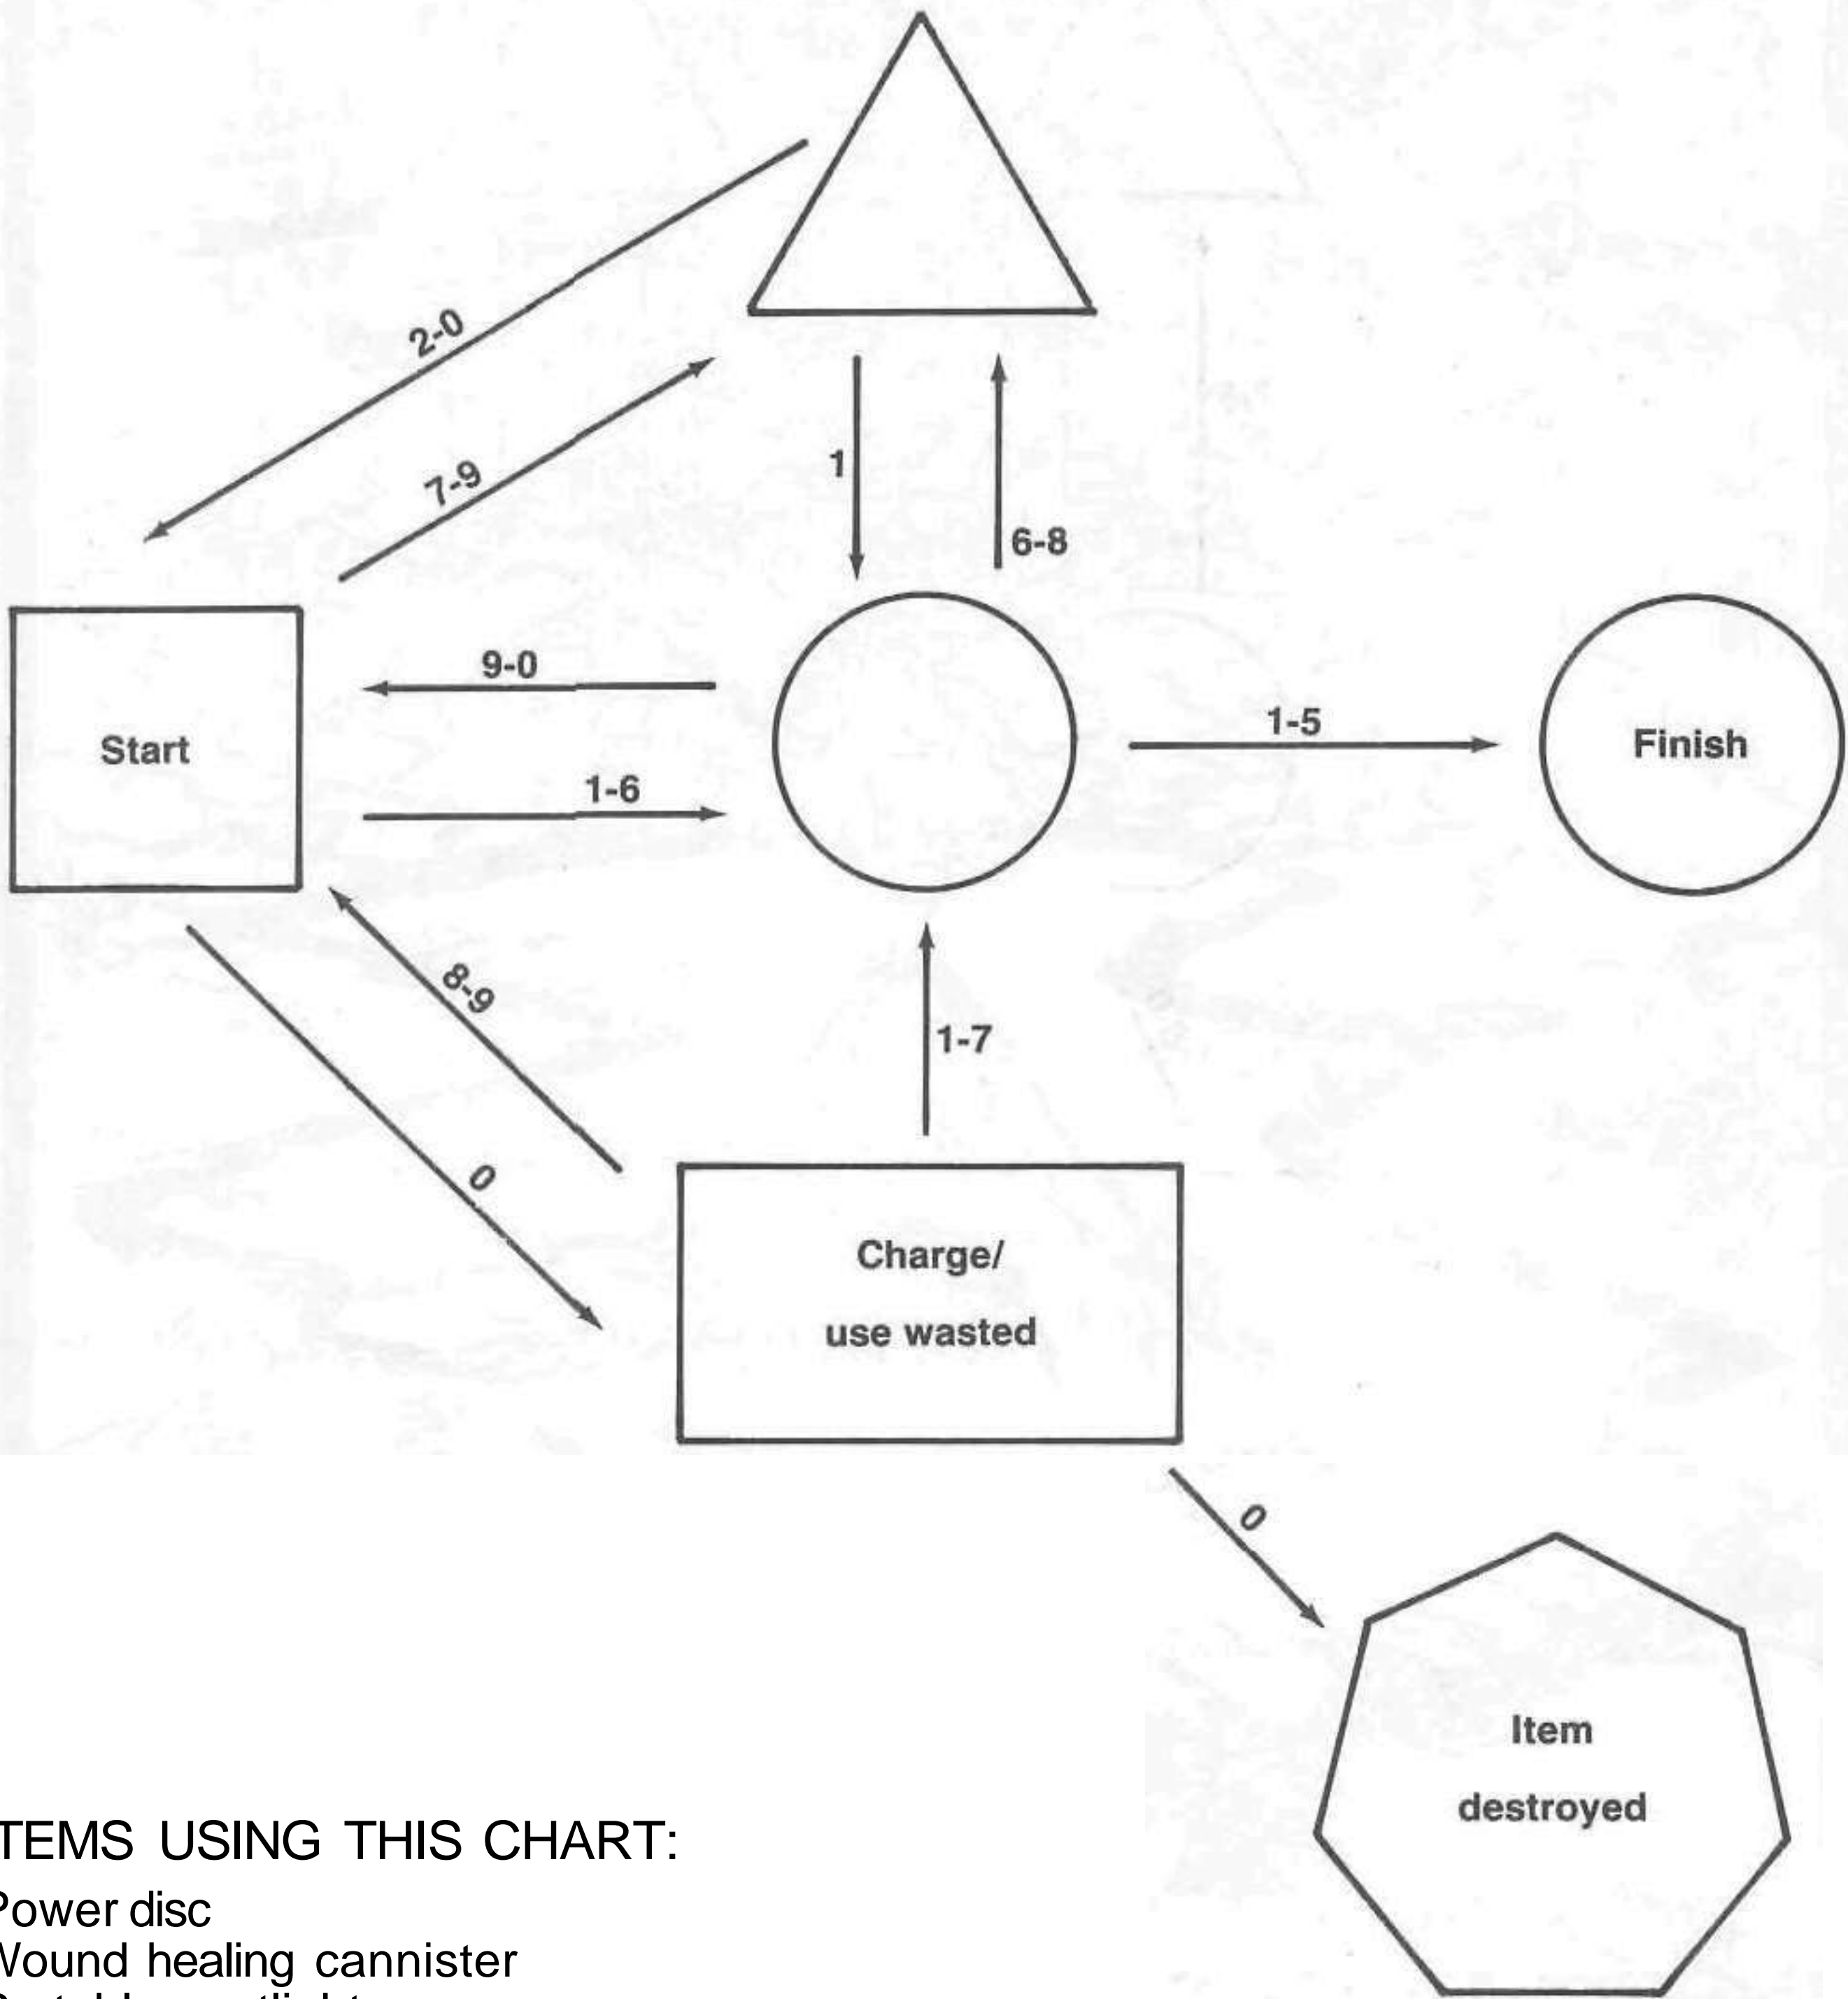 2-0
7-9
1
6-8
9-0
1-5
Start
Finish
1-6
8-9
1-7
0
Charge/
use wasted
0
Item
destroyed
TEMS USING THIS CHART:
Power disc
Wound healing cannister